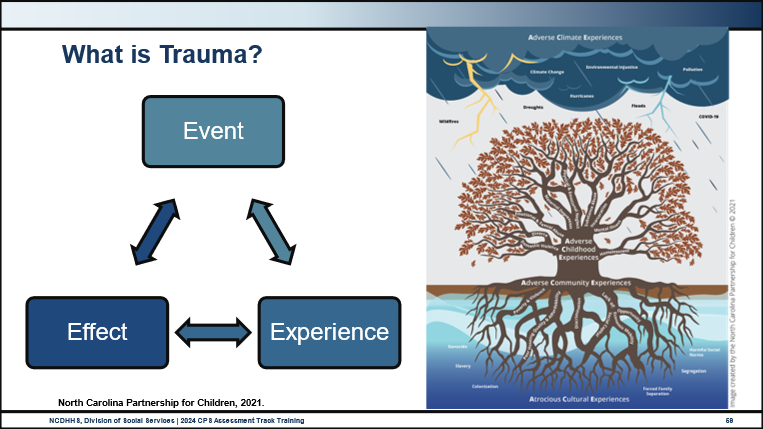 What is Trauma?
Event
Effect
Experience
North Carolina Partnership for Children, 2021.
Adverse Climate Experiences
Climate Change
Environmental Injustice
Pollution
Hurricanes
Droughts
Floods
Wildfires
COVID-19
Adverse
Childhood
Experiences
Adverse Community Experiences
Genocide
Slavery
Colonization
Harmful Social
Norms
Segregation
Forced Family
Separation
Atrocious Cultural Experiences
Image created by the North Carolina Partnership for Children © 2021
NCDHHS, Division of Social Services | 2024 CPS Assessment Track Training
69